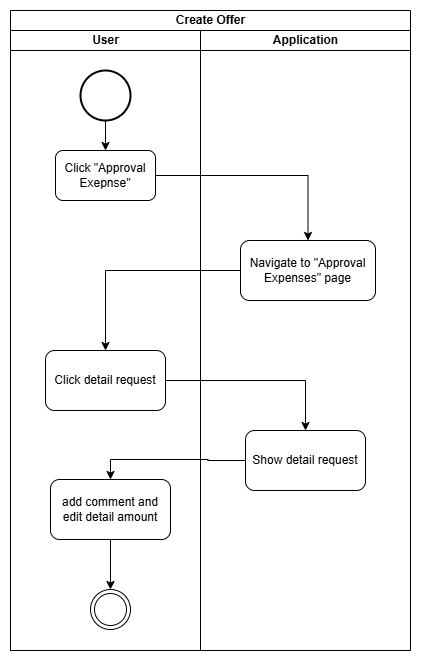 Create Offer
User
Application
Click "Approval
Exepnse"
Navigate to "Approval
Expenses" page
Click detail request
Show detail request
add comment and
edit detail amount